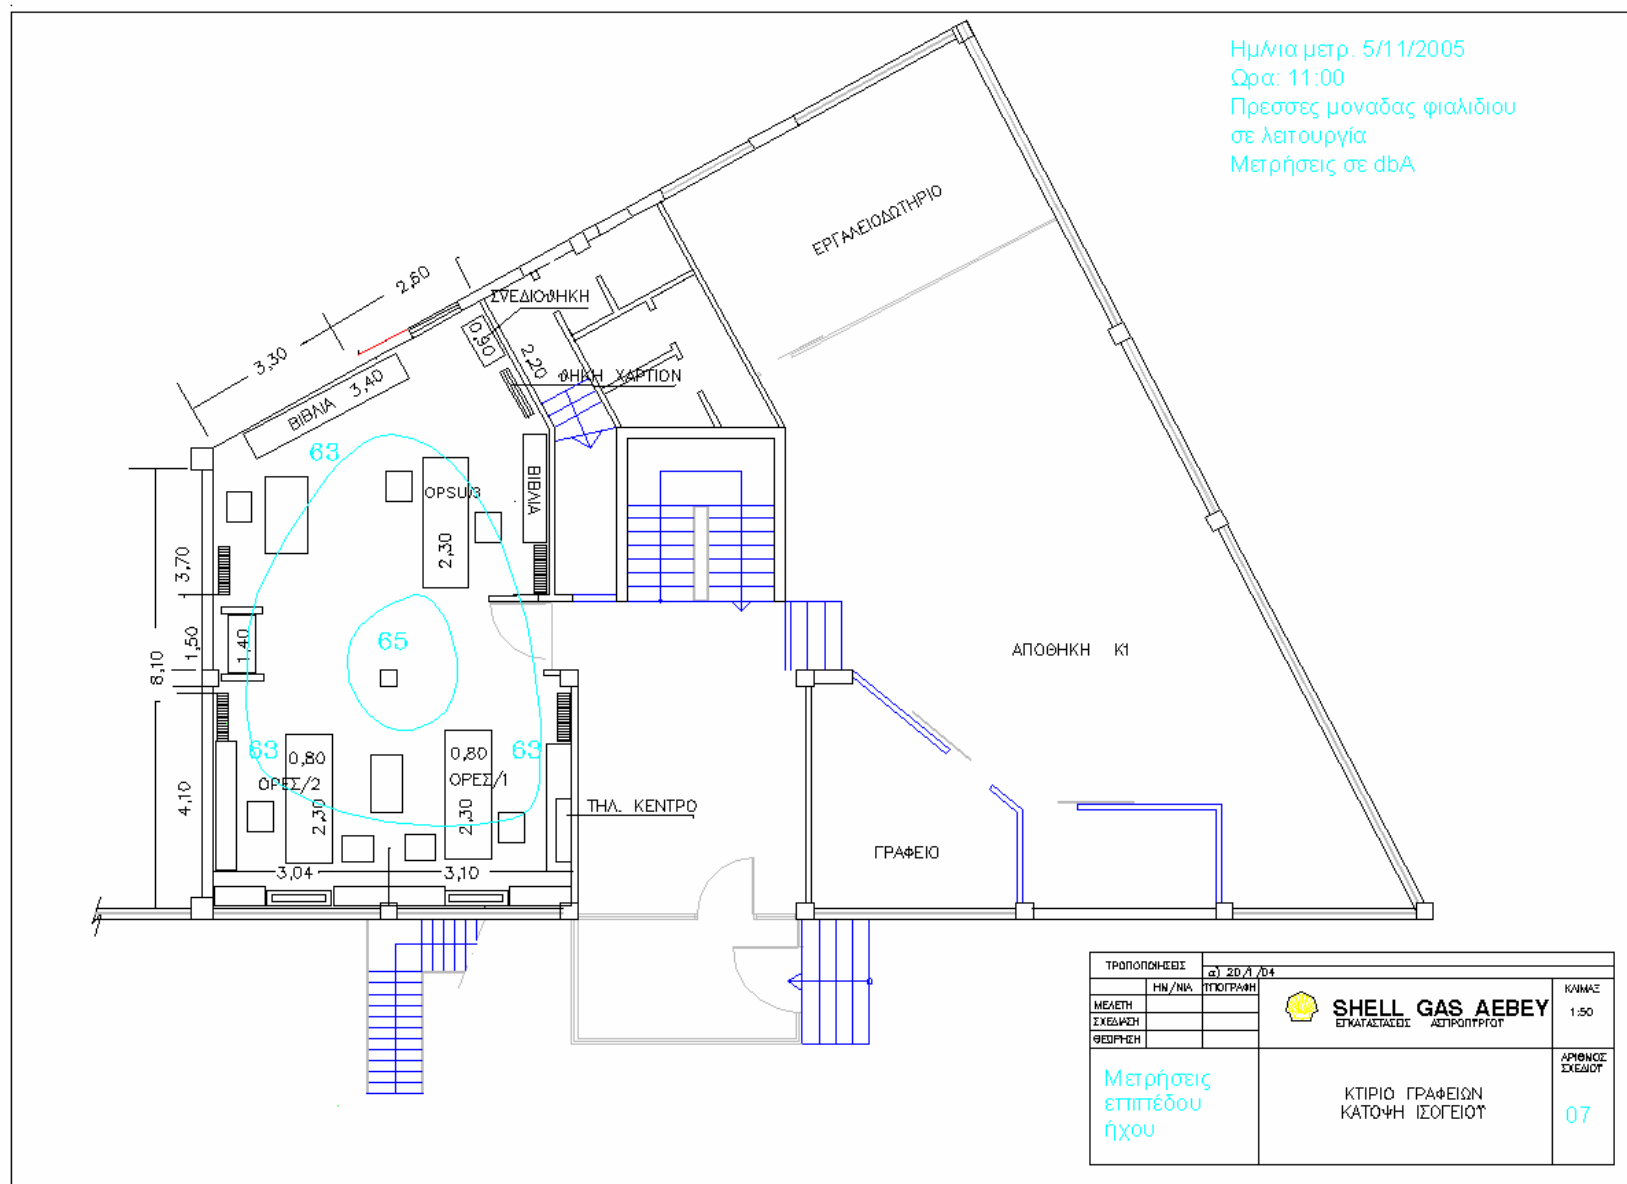 Ημ/νια μετρ. 5/11/2005
Ωρα: 11:00
Πρεσσες μοναδας φιαλιδιου
σε λειτουργία
Μετρήσεις σε dbA
ΕΡΓΑΛΕΙΟΔΩΤΗΡΙΟ
2,60
ΣΧΕΔΙΟΘΗΚΗ
3,30
0,90
2,20
ΘΗΚΗ ΧΑΡΤΙΩΝ
ΒΙΒΛΙΑ 3,40
63
ΒΙΒΛΙΑ
OPSU/3
2,30
3,70
65
1,50
1,40
8,10
ΑΠΟΘΗΚΗ Κ1
63
63
0,80
0,80
ΟΡΕΣ/2
ΟΡΕΣ/1
4,10
2,30
2,30
ΤΗΛ. ΚΕΝΤΡΟ
ΓΡΑΦΕΙΟ
3,04
3,10
ΤΡΟΠΟΠΟΙΗΣΕΙΣ
α) 20/1/04
ΗΜ/ΝΙΑ
ΥΠΟΓΡΑΦΗ
ΜΕΛΕΤΗ
ΣΧΕΔΙΑΣΗ
ΘΕΩΡΗΣΗ
SHELL GAS AEBEY
ΕΓΚΑΤΑΣΤΑΣΕΙΣ ΑΣΠΡΟΠΥΡΓΟΥ
ΚΛΙΜΑΞ
1:50
Μετρήσεις
επιπέδου
ήχου
ΚΤΙΡΙΟ ΓΡΑΦΕΙΩΝ
ΚΑΤΟΨΗ ΙΣΟΓΕΙΟΥ
ΑΡΙΘΜΟΣ
ΣΧΕΔΙΟΥ
07